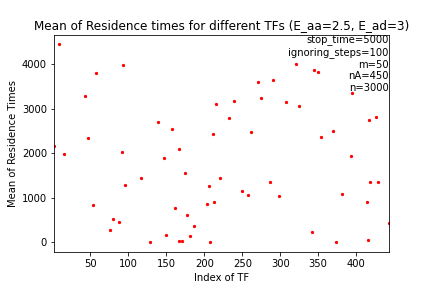 Mean of Residence times for different TFs (E_aa=2.5, E_ad=3)
stop_time=5000
ignoring_steps=100
m=50
nA=450
n=3000
Mean of Residence Times
4000
3000
2000
1000
0
50 100 150 200 250 300 350 400
Index of TF